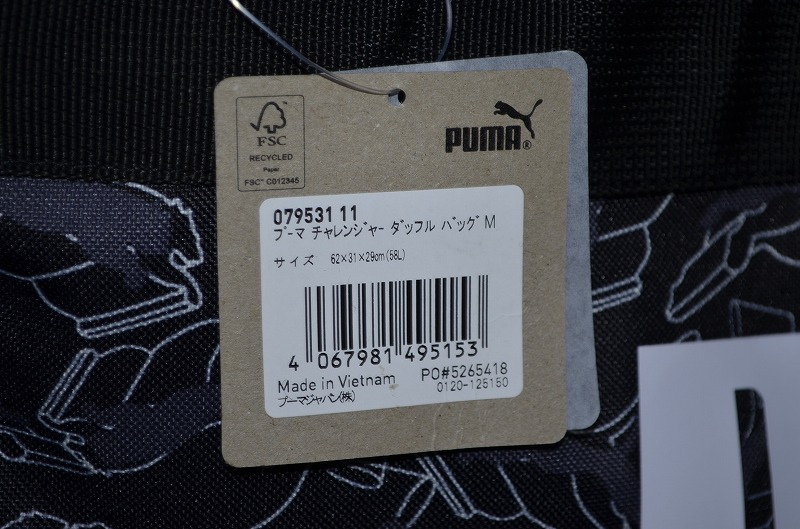 FSC
RECYCLED
Paper
FSC™ C012345
PUMA®
079531 11
プーマ チャレンジャー ダッフル バッグ M
サイズ 62×31×29cm(58L)
4 067981 495153
Made in Vietnam
PO#5265418
プーマジャパン(株)
0120-125150